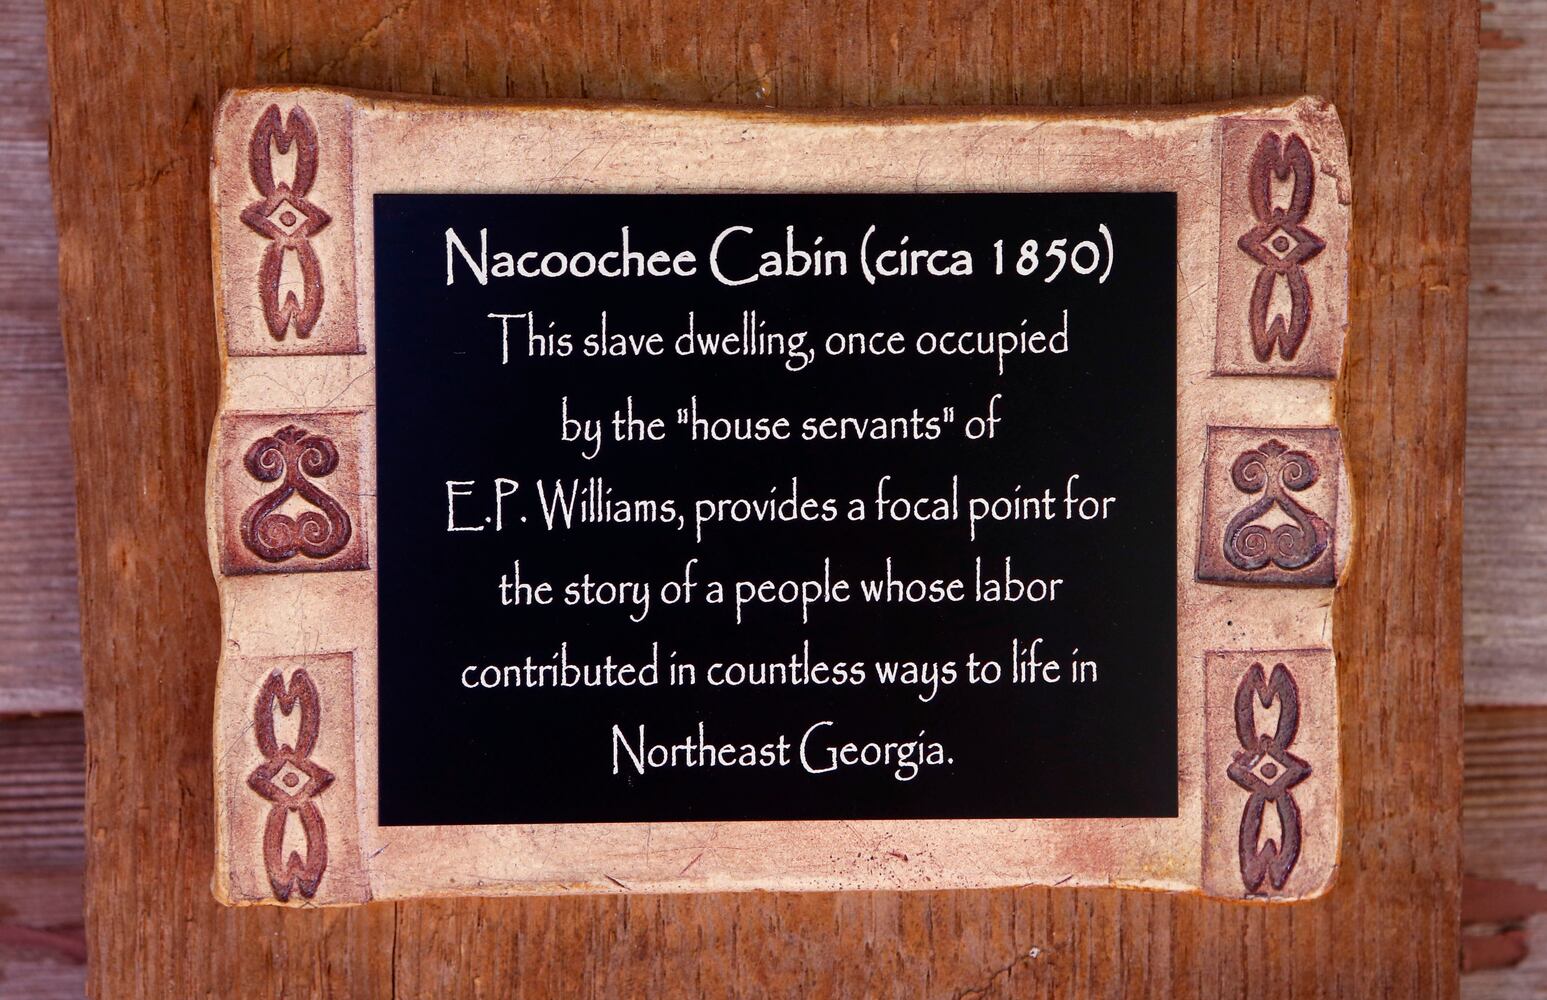 Nacoochee Cabin (circa 1850)
This slave dwelling, once occupied
by the "house servants" of
E.P. Williams, provides a focal point for
the story of a people whose labor
contributed in countless ways to life in
Northeast Georgia.